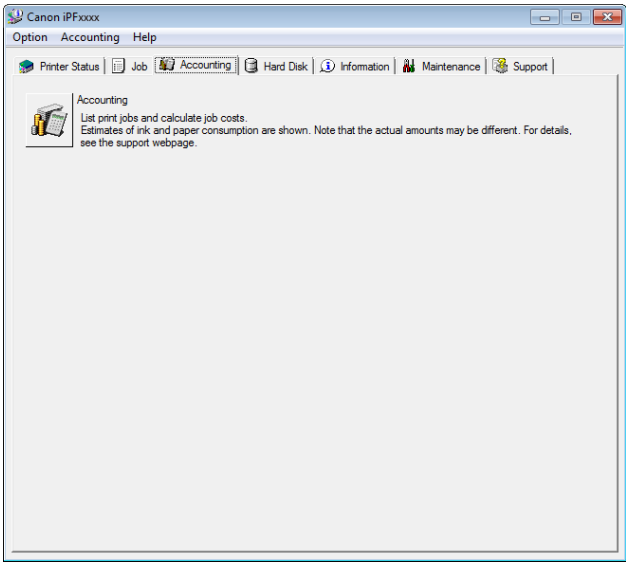 Canon iPFxxxx
Option Accounting Help
Printer Status Job Accounting Hard Disk Information Maintenance Support
Accounting
List print jobs and calculate job costs.
Estimates of ink and paper consumption are shown. Note that the actual amounts may be different. For details,
see the support webpage.